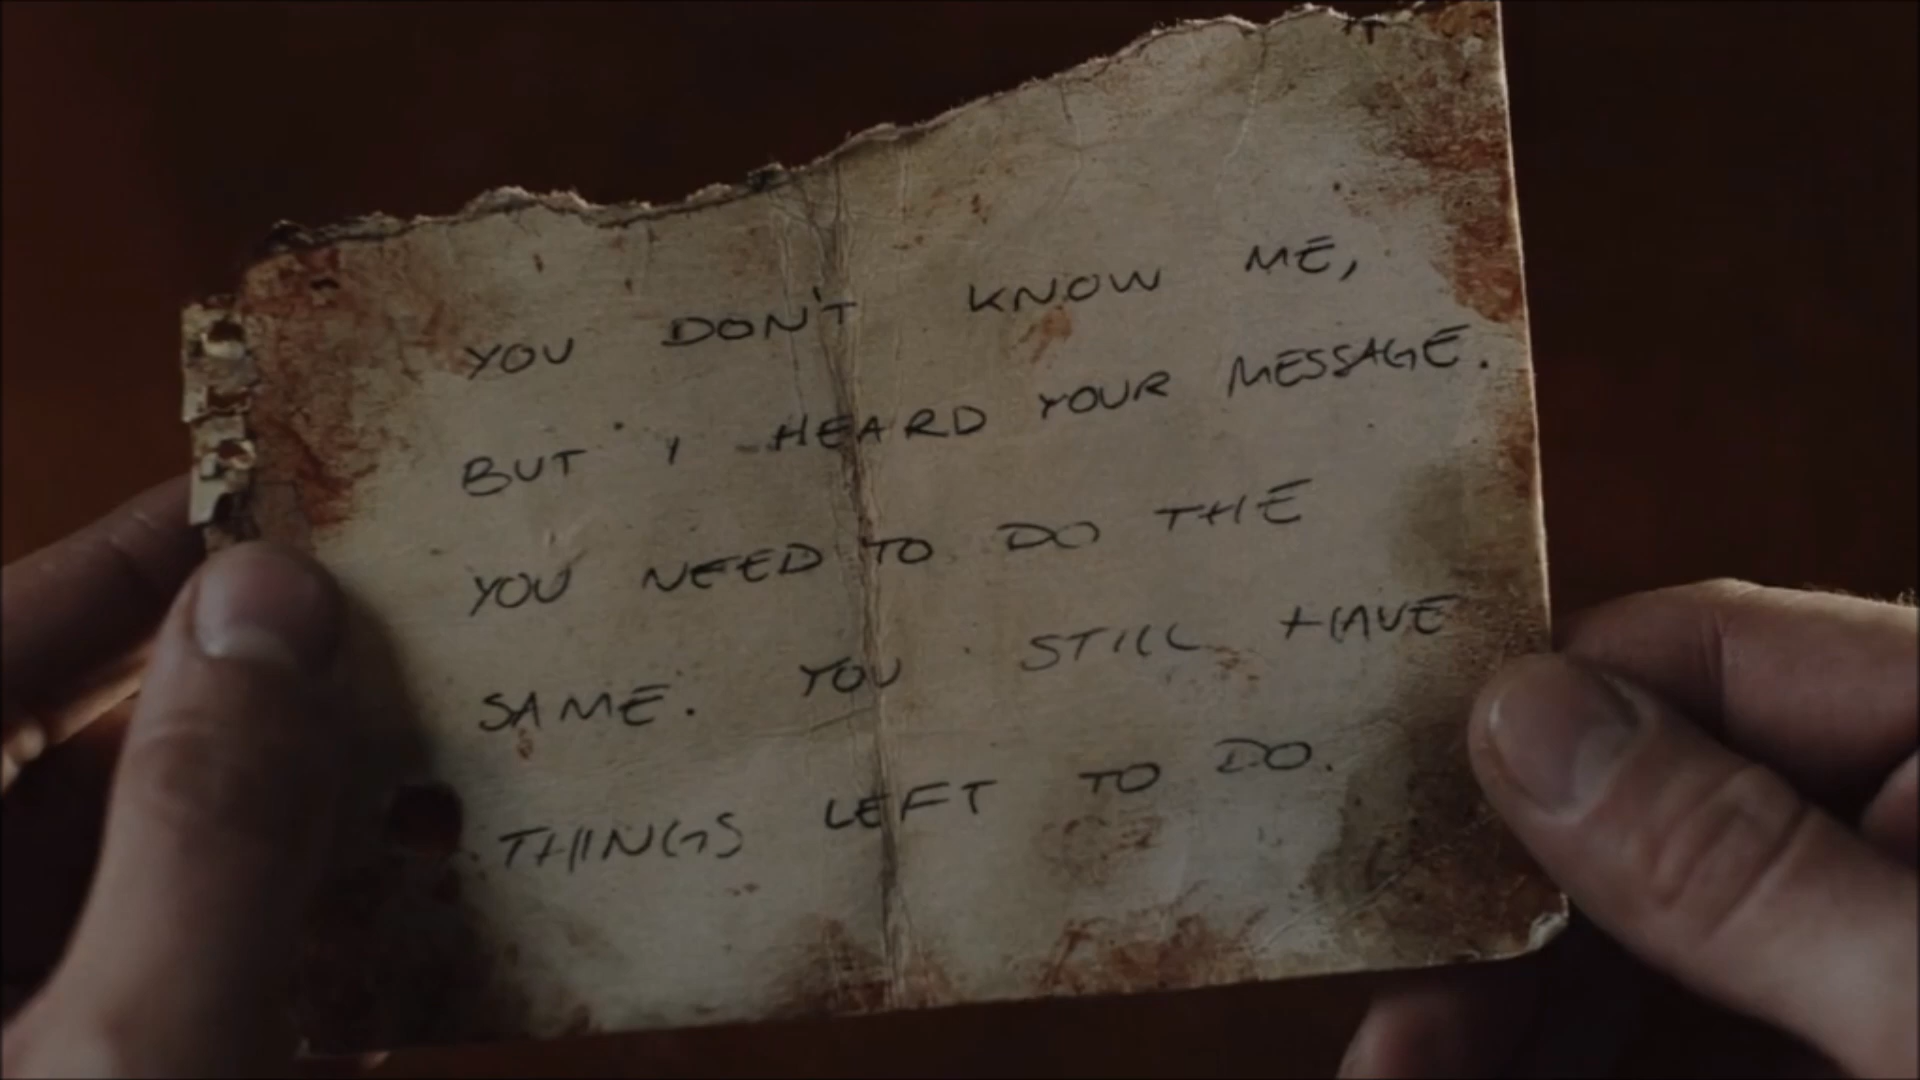 YOU DON'T KNOW ME,
BUT I HEARD YOUR MESSAGE.
YOU NEED TO DO THE
SAME. YOU STILL HAVE
THINGS LEFT TO DO.